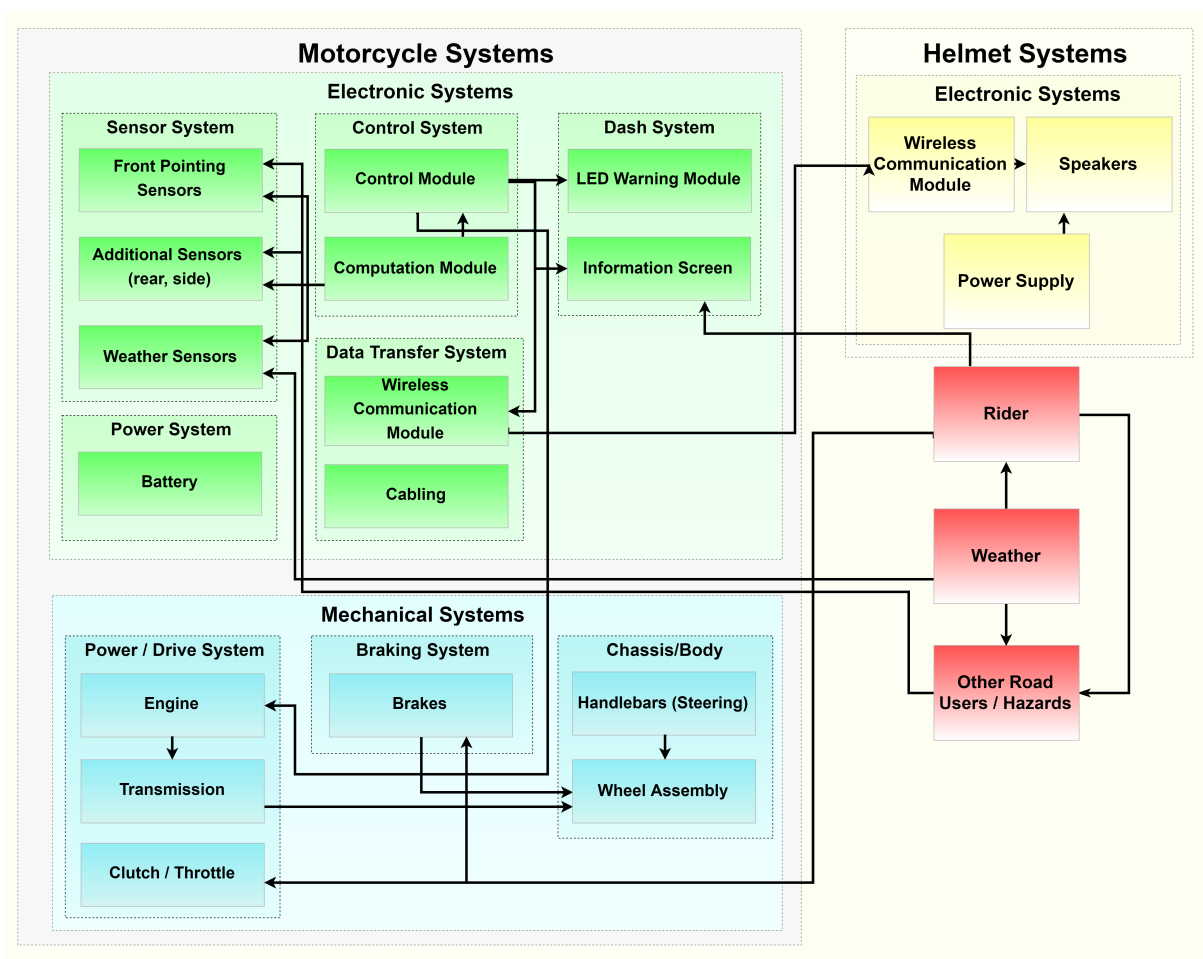 Motorcycle Systems
Electronic Systems
Sensor System
Front Pointing
Sensors
Additional Sensors
(rear, side)
Weather Sensors
Power System
Battery
Control System
Control Module
Computation Module
Data Transfer System
Wireless
Communication
Module
Cabling
Dash System
LED Warning Module
Information Screen
Mechanical Systems
Power / Drive System
Engine
Transmission
Clutch / Throttle
Braking System
Brakes
Chassis/Body
Handlebars (Steering)
Wheel Assembly
Helmet Systems
Electronic Systems
Wireless
Communication
Module
Speakers
Power Supply
Rider
Weather
Other Road
Users / Hazards